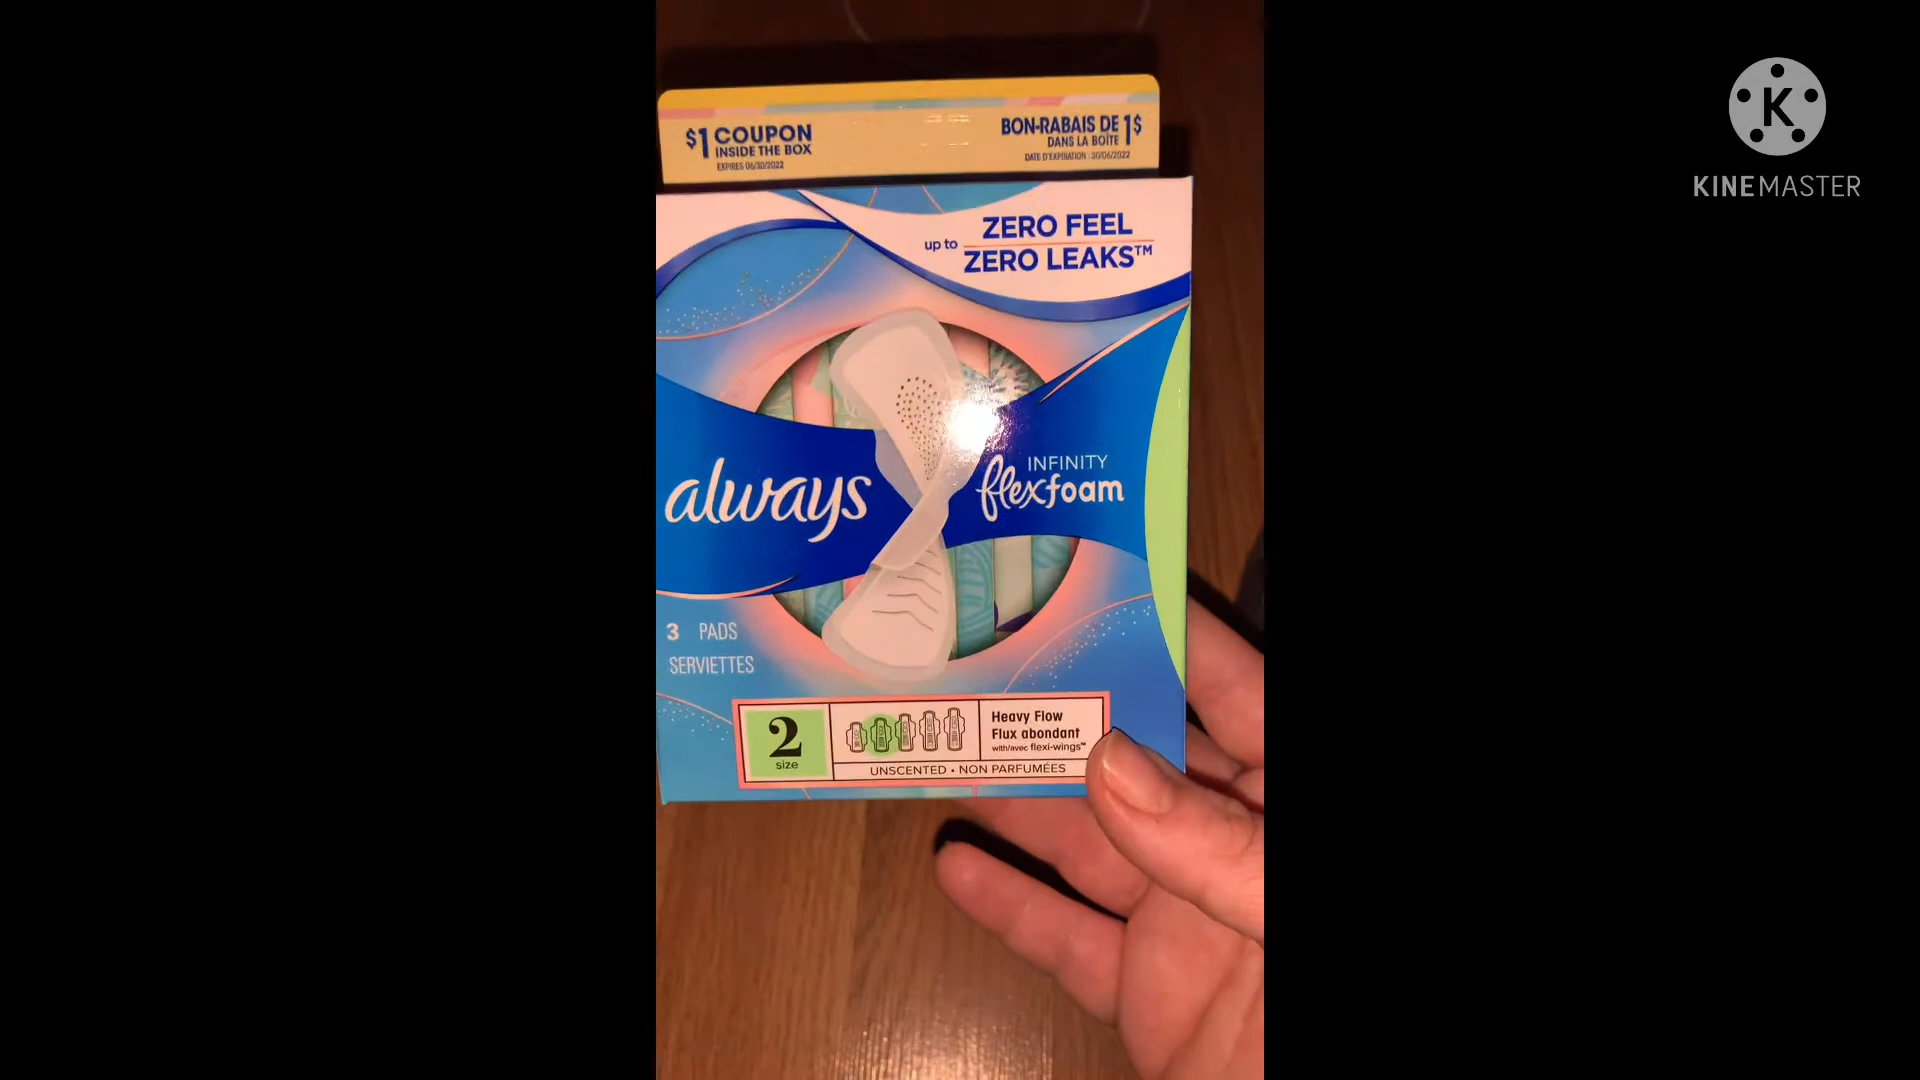 $1 COUPON
INSIDE THE BOX
EXPIRES 06/30/2022
BON-RABAIS DE 1$
DANS LA BOÎTE
DATE D'EXPIRATION : 30/06/2022
up to ZERO FEEL
ZERO LEAKS™
always
INFINITY
flexfoam
3 PADS
SERVIETTES
2
size
Heavy Flow
Flux abondant
with/avec flexi-wings™
UNSCENTED • NON PARFUMÉES
K
KINEMASTER